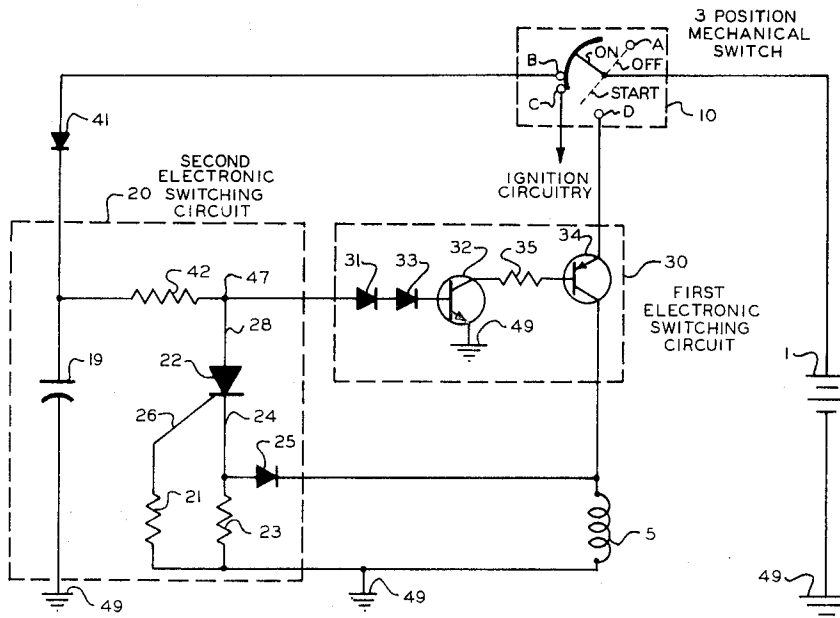 3 POSITION
MECHANICAL
SWITCH
A
ON
OFF
B
C
START
D
10
41
SECOND
ELECTRONIC
SWITCHING
CIRCUIT
20
IGNITION
CIRCUITRY
34
42
47
31
33
32
35
30
49
FIRST
ELECTRONIC
SWITCHING
CIRCUIT
28
19
22
1
26
24
25
21
23
5
49
49
49